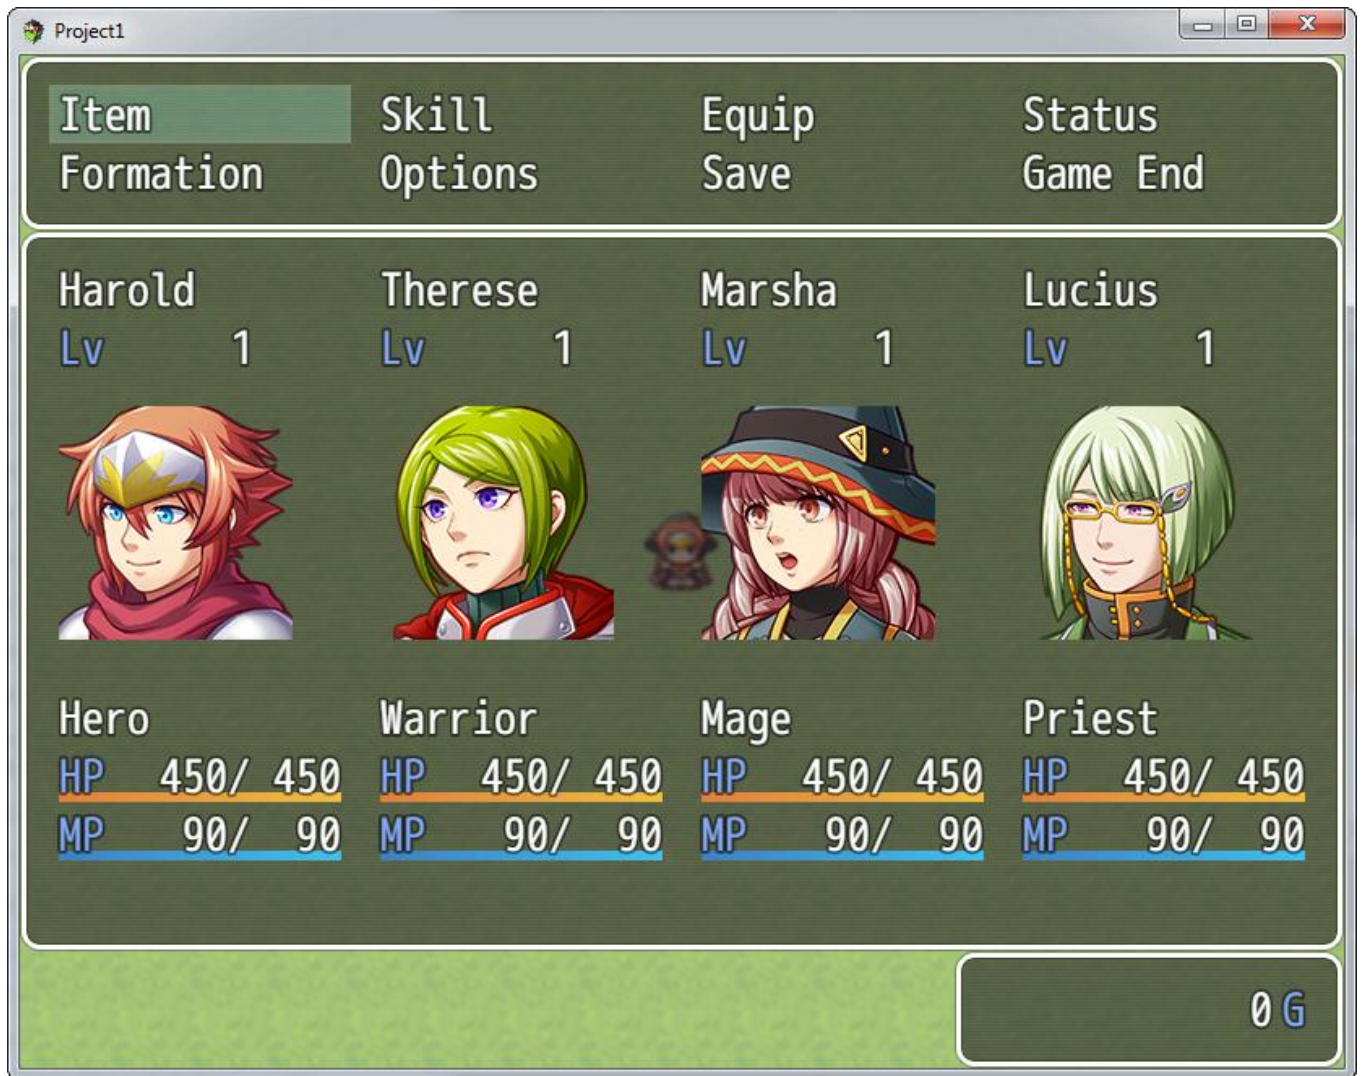 Project1
Item Skill Equip Status
Formation Options Save Game End
Harold Therese Marsha Lucius
Lv 1 Lv 1 Lv 1 Lv 1
Hero Warrior Mage Priest
HP 450/ 450 HP 450/ 450 HP 450/ 450 HP 450/ 450
MP 90/ 90 MP 90/ 90 MP 90/ 90 MP 90/ 90
0 G